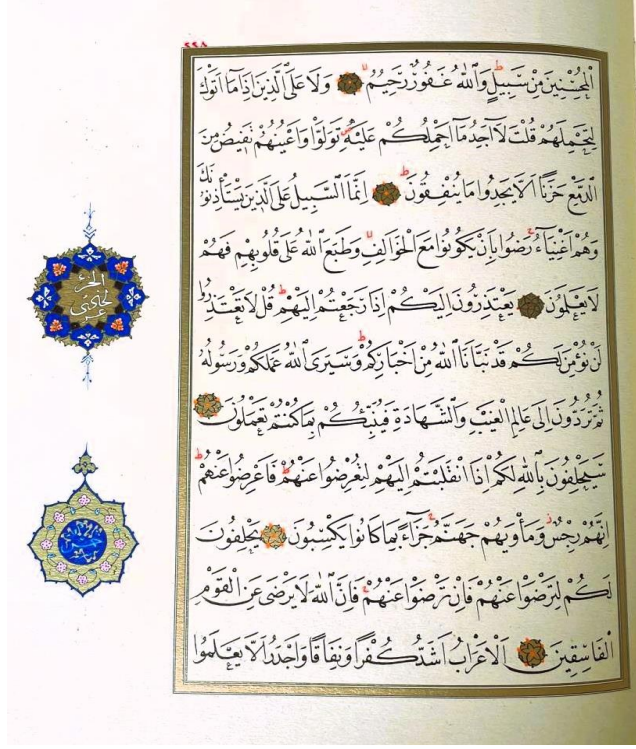 ٢٢٨
الْمُحْسِنِينَ مِنْ سَبِيلٍ وَاللّٰهُ غَفُورٌ رَحِيمٌ وَلَا عَلَى الَّذِينَ اِذَا مَا اَتَوْكَ
لِتَحْمِلَهُمْ قُلْتَ لَا اَجِدُ مَا اَحْمِلُكُمْ عَلَيْهِ تَوَلَّوْا وَاَعْيُنُهُمْ تَفِيضُ مِنَ
الدَّمْعِ حَزَنًا اَلَّا يَجِدُوا مَا يُنْفِقُونَ اِنَّمَا السَّبِيلُ عَلَى الَّذِينَ يَسْتَأْذِنُونَكَ
وَهُمْ اَغْنِيَاءُ رَضُوا بِاَنْ يَكُونُوا مَعَ الْخَوَالِفِ وَطَبَعَ اللّٰهُ عَلٰى قُلُوبِهِمْ فَهُمْ
لَا يَعْلَمُونَ يَعْتَذِرُونَ اِلَيْكُمْ اِذَا رَجَعْتُمْ اِلَيْهِمْ قُلْ لَا تَعْتَذِرُوا
لَنْ نُؤْمِنَ لَكُمْ قَدْ نَبَّاَنَا اللّٰهُ مِنْ اَخْبَارِكُمْ وَسَيَرَى اللّٰهُ عَمَلَكُمْ وَرَسُولُهُ
ثُمَّ تُرَدُّونَ اِلٰى عَالِمِ الْغَيْبِ وَالشَّهَادَةِ فَيُنَبِّئُكُمْ بِمَا كُنْتُمْ تَعْمَلُونَ
سَيَحْلِفُونَ بِاللّٰهِ لَكُمْ اِذَا انْقَلَبْتُمْ اِلَيْهِمْ لِتُعْرِضُوا عَنْهُمْ فَاَعْرِضُوا عَنْهُمْ
اِنَّهُمْ رِجْسٌ وَمَأْوٰيهُمْ جَهَنَّمُ جَزَاءً بِمَا كَانُوا يَكْسِبُونَ يَحْلِفُونَ
لَكُمْ لِتَرْضَوْا عَنْهُمْ فَاِنْ تَرْضَوْا عَنْهُمْ فَاِنَّ اللّٰهَ لَا يَرْضٰى عَنِ الْقَوْمِ
الْفَاسِقِينَ اَلْاَعْرَابُ اَشَدُّ كُفْرًا وَنِفَاقًا وَاَجْدَرُ اَلَّا يَعْلَمُوا
الجزء
الحادى
عشر